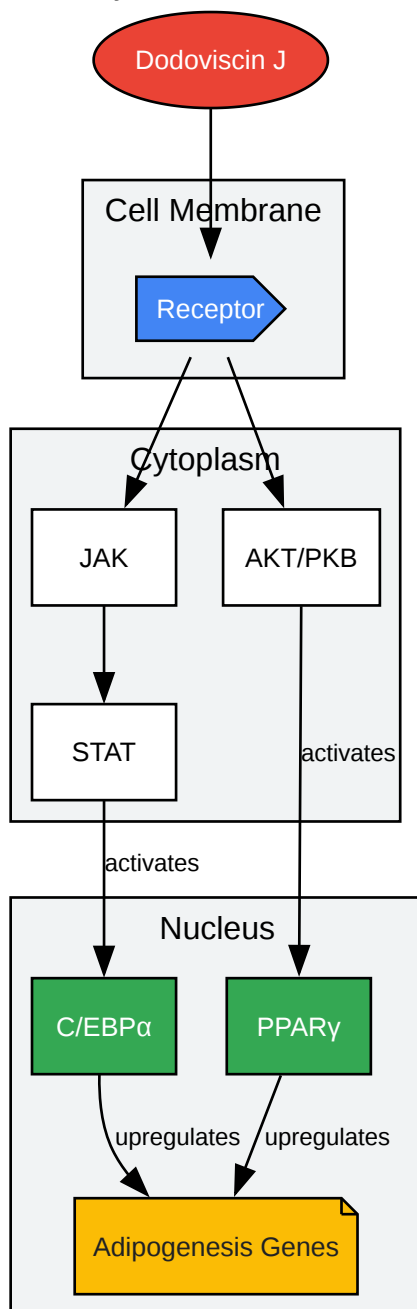 Dodoviscin J
Cell Membrane
Receptor
Cytoplasm
JAK
AKT/PKB
STAT
activates
activates
Nucleus
C/EBPα
PPARγ
upregulates
upregulates
Adipogenesis Genes